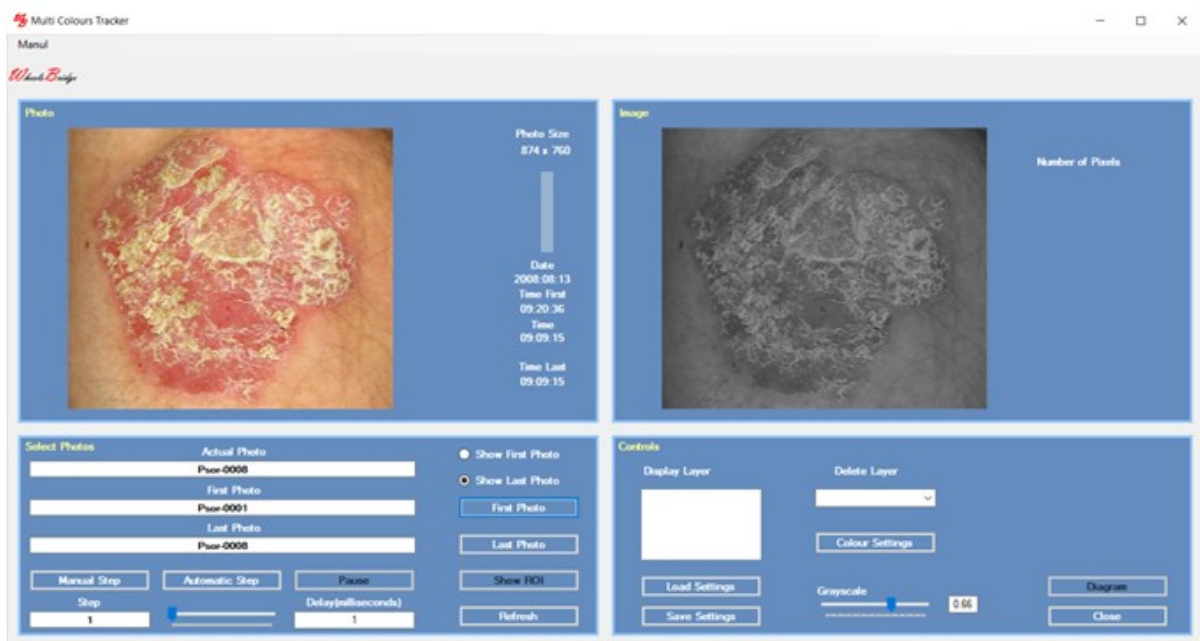 Multi Colours Tracker
Manul
Wheels Bridge
Photo
Photo Size
874 x 760
Date
2008:08:13
Time First
09:20:36
Time
09:09:15
Time Last
09:09:15
Image
Number of Pixels
Select Photos
Actual Photo
Psor-0008
First Photo
Psor-0001
Last Photo
Psor-0008
Show First Photo
Show Last Photo
First Photo
Last Photo
Manual Step
Automatic Step
Pause
Show ROI
Step
1
Delay(milliseconds)
1
Refresh
Controls
Display Layer
Delete Layer
Colour Settings
Load Settings
Save Settings
Grayscale
0.66
Diagram
Close